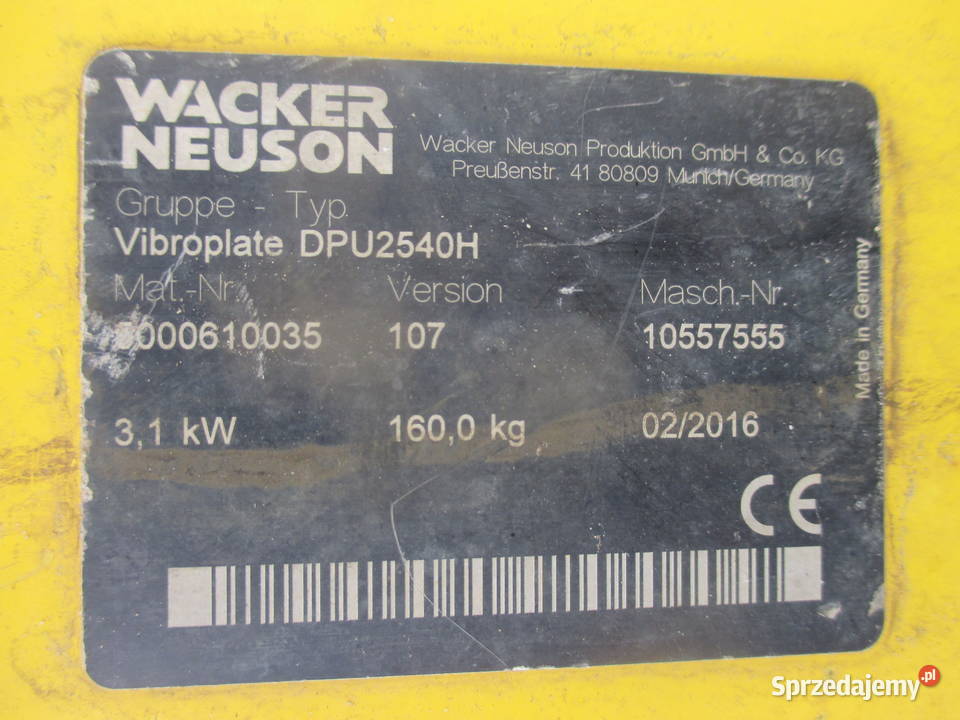 WACKER
NEUSON
Wacker Neuson Produktion GmbH & Co. KG
Preußenstr. 41 80809 Munich/Germany
Gruppe - Typ
Vibroplate DPU2540H
Mat.-Nr. Version Masch.-Nr.
5000610035 107 10557555
3,1 kW 160,0 kg 02/2016
Made in Germany
CE
Sprzedajemy.pl